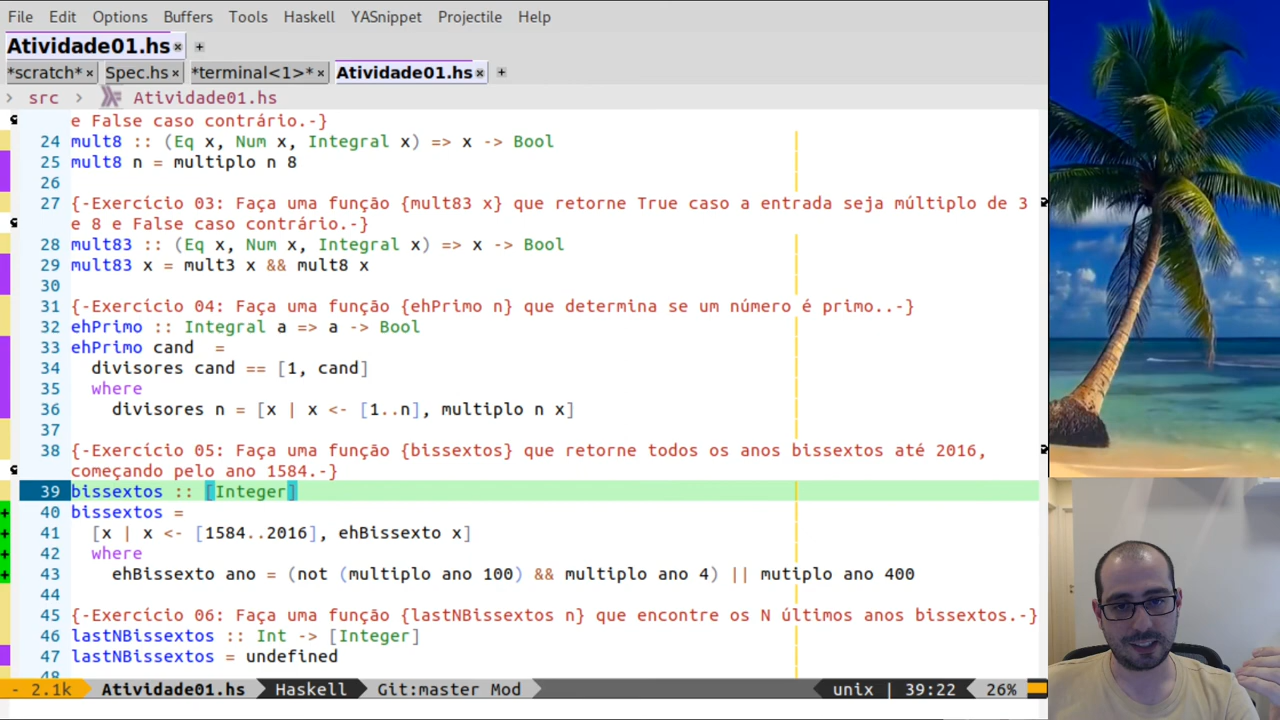 File Edit Options Buffers Tools Haskell YASnippet Projectile Help
Atividade01.hs × +
*scratch* × Spec.hs × *terminal<1>* × Atividade01.hs × +
> src > Atividade01.hs
e False caso contrário.-}
24 mult8 :: (Eq x, Num x, Integral x) => x -> Bool
25 mult8 n = multiplo n 8
26
27 {-Exercício 03: Faça uma função {mult83 x} que retorne True caso a entrada seja múltiplo de 3
e 8 e False caso contrário.-}
28 mult83 :: (Eq x, Num x, Integral x) => x -> Bool
29 mult83 x = mult3 x && mult8 x
30
31 {-Exercício 04: Faça uma função {ehPrimo n} que determina se um número é primo..-}
32 ehPrimo :: Integral a => a -> Bool
33 ehPrimo cand  =
34   divisores cand == [1, cand]
35   where
36     divisores n = [x | x <- [1..n], multiplo n x]
37
38 {-Exercício 05: Faça uma função {bissextos} que retorne todos os anos bissextos até 2016,
começando pelo ano 1584.-}
39 bissextos :: [Integer]
40 bissextos =
41   [x | x <- [1584..2016], ehBissexto x]
42   where
43     ehBissexto ano = (not (multiplo ano 100) && multiplo ano 4) || mutiplo ano 400
44
45 {-Exercício 06: Faça uma função {lastNBissextos n} que encontre os N últimos anos bissextos.-}
46 lastNBissextos :: Int -> [Integer]
47 lastNBissextos = undefined
48
- 2.1k Atividade01.hs Haskell Git:master Mod unix | 39:22 26%